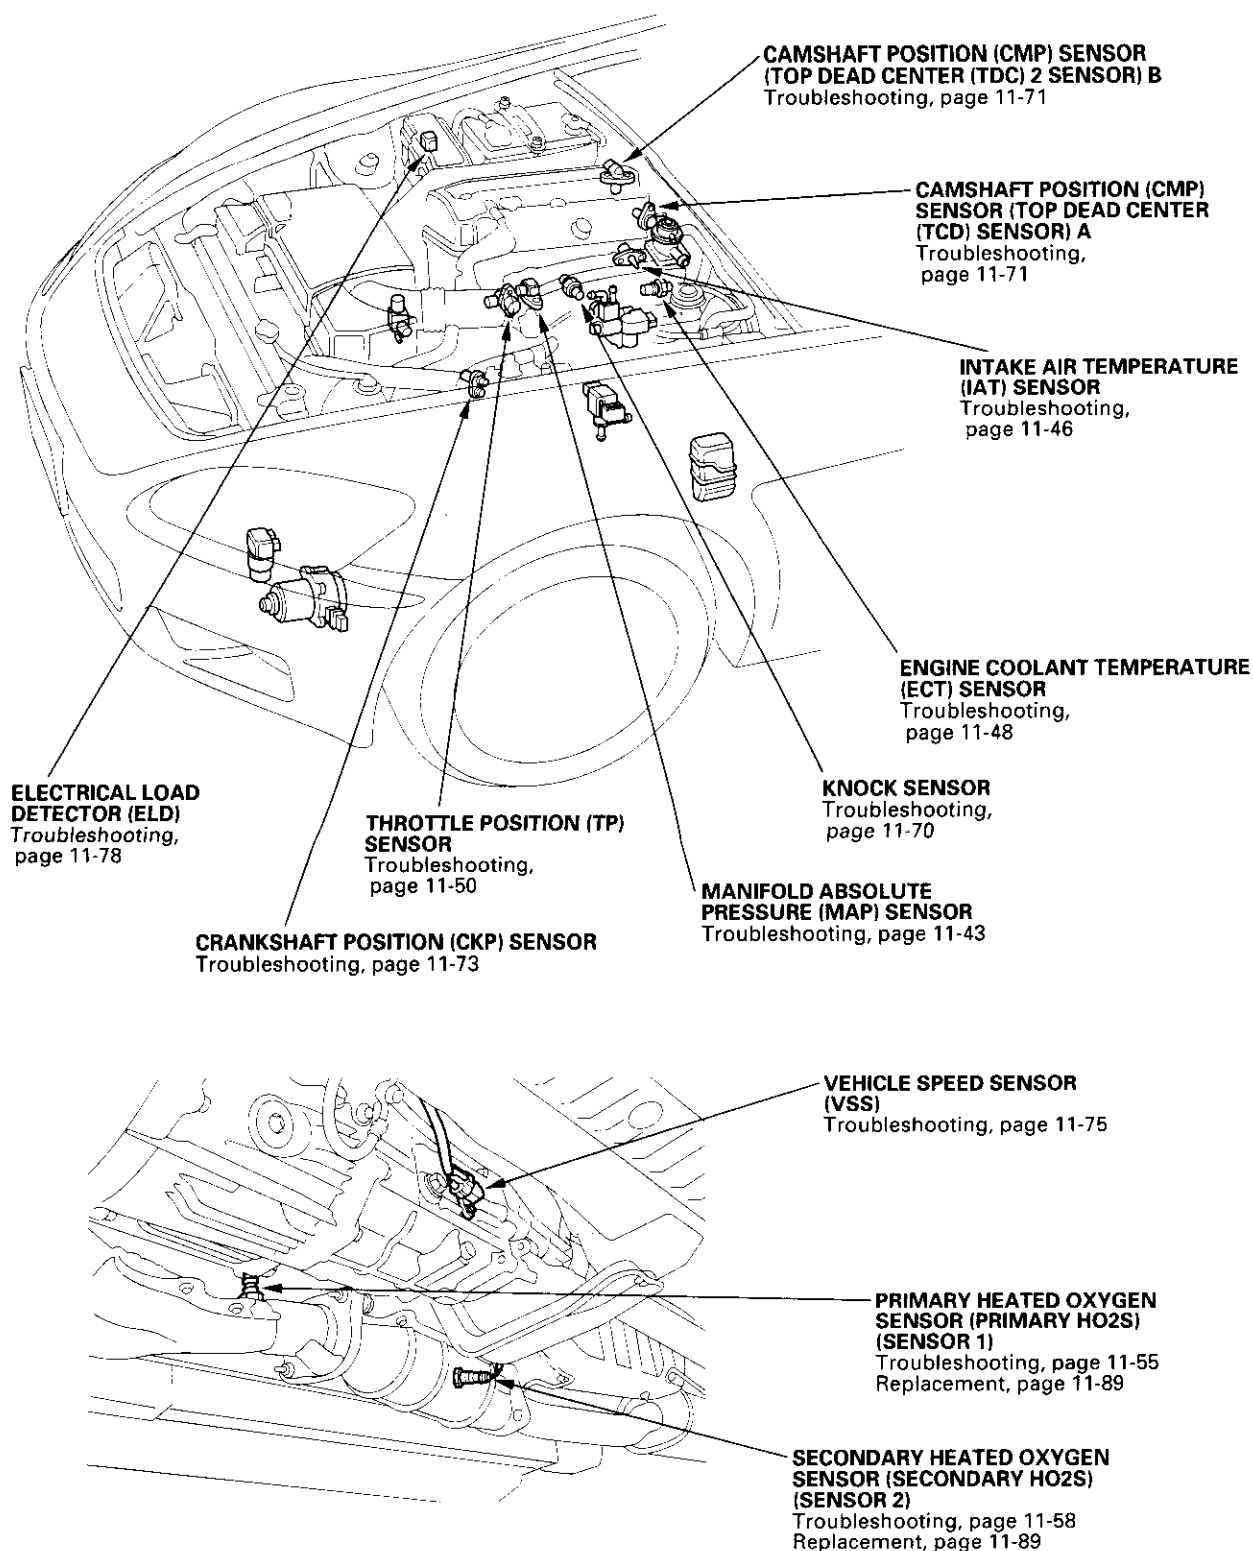 CAMSHAFT POSITION (CMP) SENSOR
(TOP DEAD CENTER (TDC) 2 SENSOR) B
Troubleshooting, page 11-71
CAMSHAFT POSITION (CMP)
SENSOR (TOP DEAD CENTER
(TCD) SENSOR) A
Troubleshooting,
page 11-71
INTAKE AIR TEMPERATURE
(IAT) SENSOR
Troubleshooting,
page 11-46
ENGINE COOLANT TEMPERATURE
(ECT) SENSOR
Troubleshooting,
page 11-48
KNOCK SENSOR
Troubleshooting,
page 11-70
MANIFOLD ABSOLUTE
PRESSURE (MAP) SENSOR
Troubleshooting, page 11-43
THROTTLE POSITION (TP)
SENSOR
Troubleshooting,
page 11-50
CRANKSHAFT POSITION (CKP) SENSOR
Troubleshooting, page 11-73
ELECTRICAL LOAD
DETECTOR (ELD)
Troubleshooting,
page 11-78
VEHICLE SPEED SENSOR
(VSS)
Troubleshooting, page 11-75
PRIMARY HEATED OXYGEN
SENSOR (PRIMARY HO2S)
(SENSOR 1)
Troubleshooting, page 11-55
Replacement, page 11-89
SECONDARY HEATED OXYGEN
SENSOR (SECONDARY HO2S)
(SENSOR 2)
Troubleshooting, page 11-58
Replacement, page 11-89